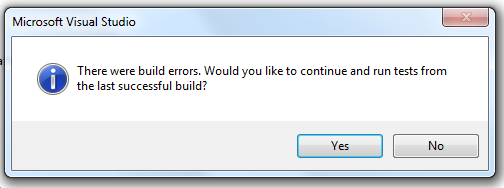 Microsoft Visual Studio
There were build errors. Would you like to continue and run tests from
the last successful build?
Yes
No